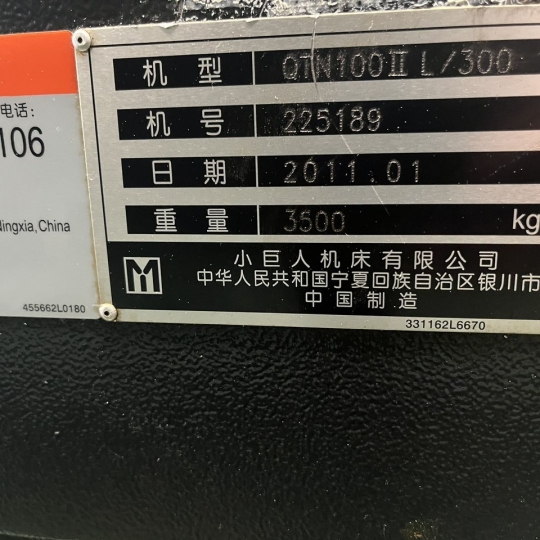 电话:
106
Ningxia, China
455662L0180
机型 QTN100Ⅱ L/300
机号 225189
日期 2011.01
重量 3500 kg
小巨人机床有限公司
中华人民共和国宁夏回族自治区银川市
中国制造
331162L6670